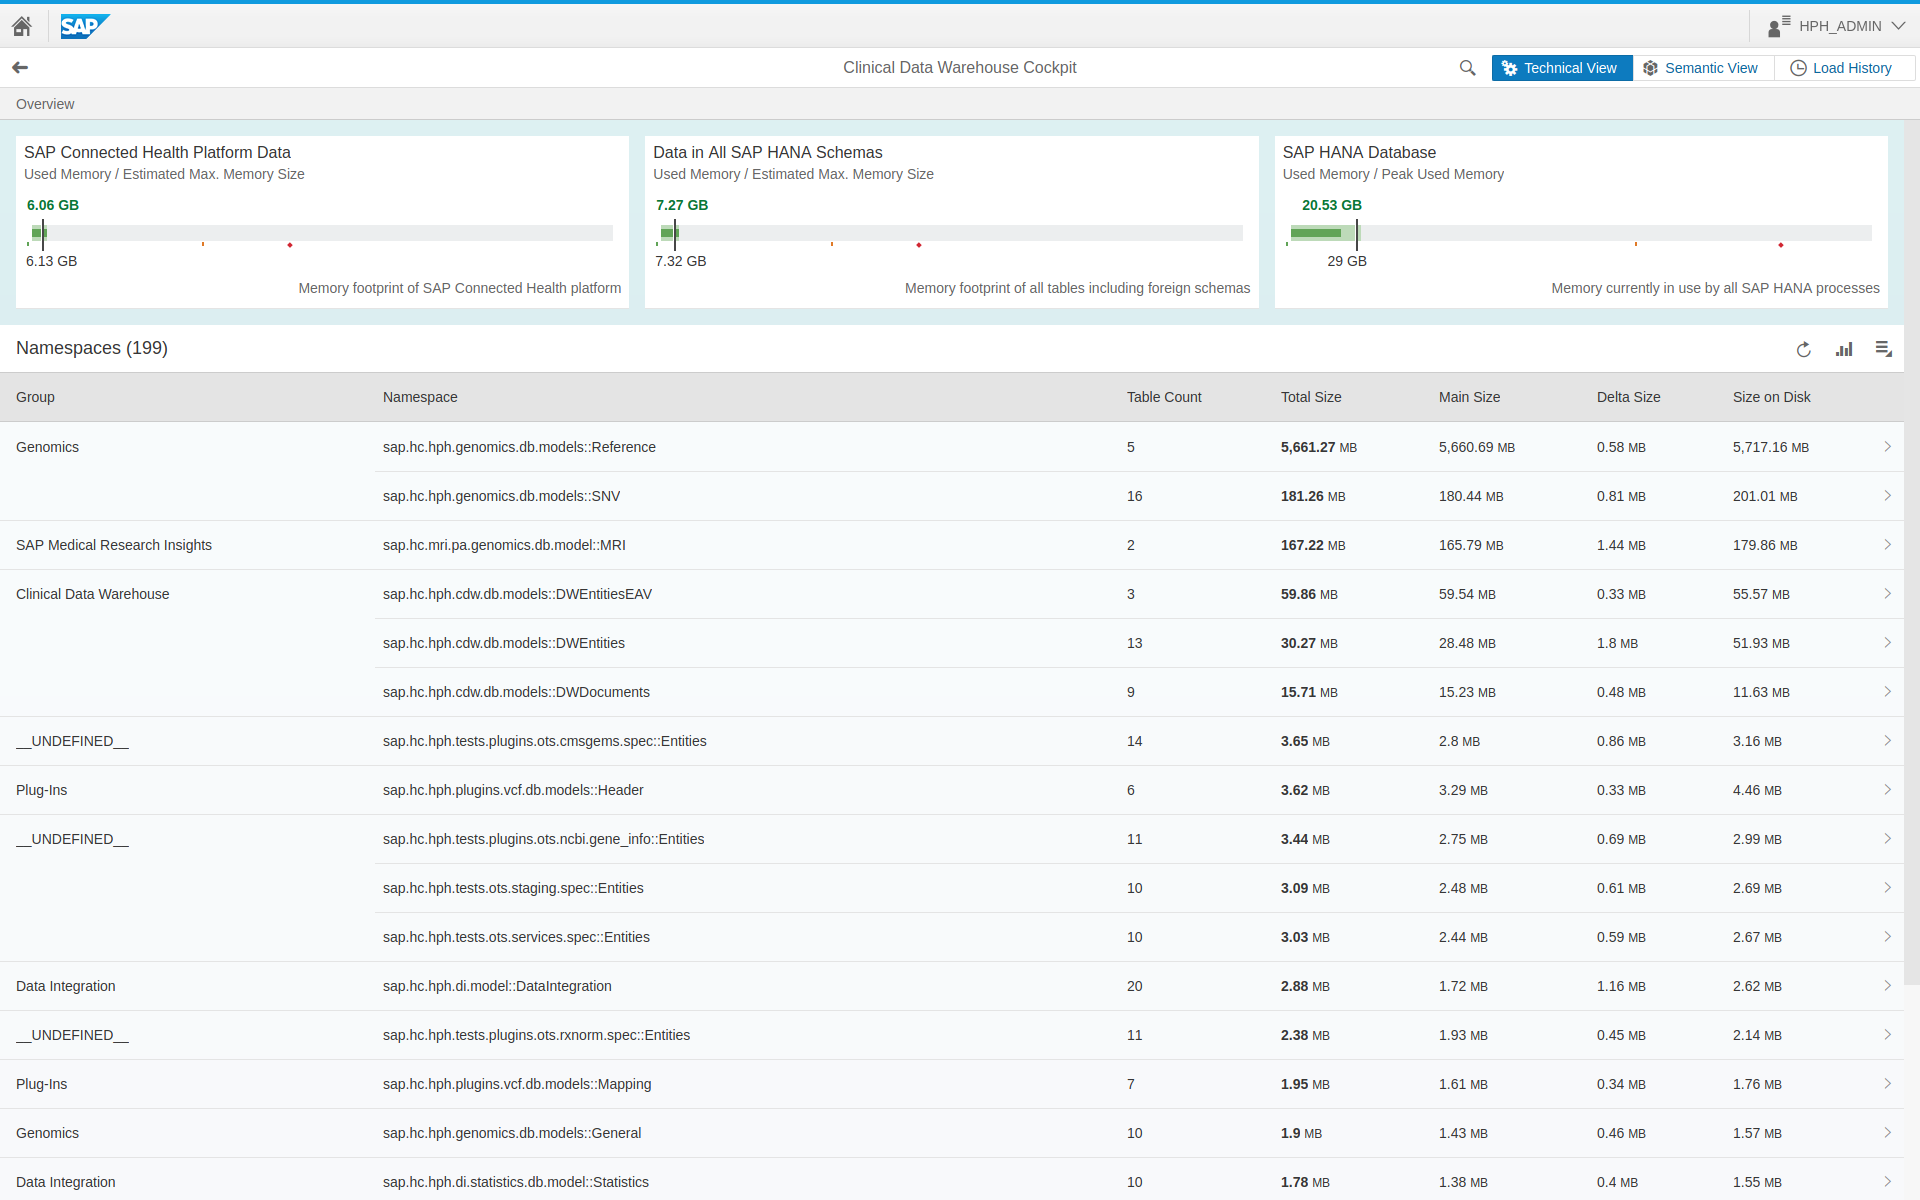 SAP HPH_ADMIN
Clinical Data Warehouse Cockpit Technical View Semantic View Load History
Overview
SAP Connected Health Platform Data
Used Memory / Estimated Max. Memory Size
6.06 GB
6.13 GB
Memory footprint of SAP Connected Health platform
Data in All SAP HANA Schemas
Used Memory / Estimated Max. Memory Size
7.27 GB
7.32 GB
Memory footprint of all tables including foreign schemas
SAP HANA Database
Used Memory / Peak Used Memory
20.53 GB
29 GB
Memory currently in use by all SAP HANA processes
Namespaces (199)
Group Namespace Table Count Total Size Main Size Delta Size Size on Disk
Genomics sap.hc.hph.genomics.db.models::Reference 5 5,661.27 MB 5,660.69 MB 0.58 MB 5,717.16 MB
sap.hc.hph.genomics.db.models::SNV 16 181.26 MB 180.44 MB 0.81 MB 201.01 MB
SAP Medical Research Insights sap.hc.mri.pa.genomics.db.model::MRI 2 167.22 MB 165.79 MB 1.44 MB 179.86 MB
Clinical Data Warehouse sap.hc.hph.cdw.db.models::DWEntitiesEAV 3 59.86 MB 59.54 MB 0.33 MB 55.57 MB
sap.hc.hph.cdw.db.models::DWEntities 13 30.27 MB 28.48 MB 1.8 MB 51.93 MB
sap.hc.hph.cdw.db.models::DWDocuments 9 15.71 MB 15.23 MB 0.48 MB 11.63 MB
__UNDEFINED__ sap.hc.hph.tests.plugins.ots.cmsgems.spec::Entities 14 3.65 MB 2.8 MB 0.86 MB 3.16 MB
Plug-Ins sap.hc.hph.plugins.vcf.db.models::Header 6 3.62 MB 3.29 MB 0.33 MB 4.46 MB
__UNDEFINED__ sap.hc.hph.tests.plugins.ots.ncbi.gene_info::Entities 11 3.44 MB 2.75 MB 0.69 MB 2.99 MB
sap.hc.hph.tests.ots.staging.spec::Entities 10 3.09 MB 2.48 MB 0.61 MB 2.69 MB
sap.hc.hph.tests.ots.services.spec::Entities 10 3.03 MB 2.44 MB 0.59 MB 2.67 MB
Data Integration sap.hc.hph.di.model::DataIntegration 20 2.88 MB 1.72 MB 1.16 MB 2.62 MB
__UNDEFINED__ sap.hc.hph.tests.plugins.ots.rxnorm.spec::Entities 11 2.38 MB 1.93 MB 0.45 MB 2.14 MB
Plug-Ins sap.hc.hph.plugins.vcf.db.models::Mapping 7 1.95 MB 1.61 MB 0.34 MB 1.76 MB
Genomics sap.hc.hph.genomics.db.models::General 10 1.9 MB 1.43 MB 0.46 MB 1.57 MB
Data Integration sap.hc.hph.di.statistics.db.model::Statistics 10 1.78 MB 1.38 MB 0.4 MB 1.55 MB